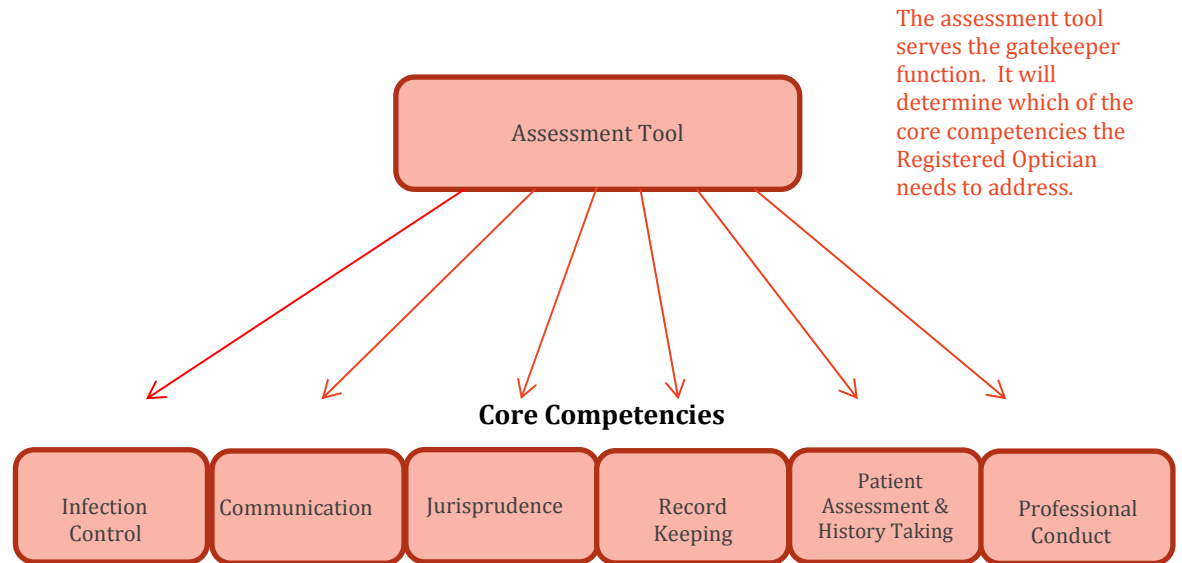 The assessment tool
serves the gatekeeper
function.  It will
determine which of the
core competencies the
Registered Optician
needs to address.
Assessment Tool
Core Competencies
Infection
Control
Communication
Jurisprudence
Record
Keeping
Patient
Assessment &
History Taking
Professional
Conduct